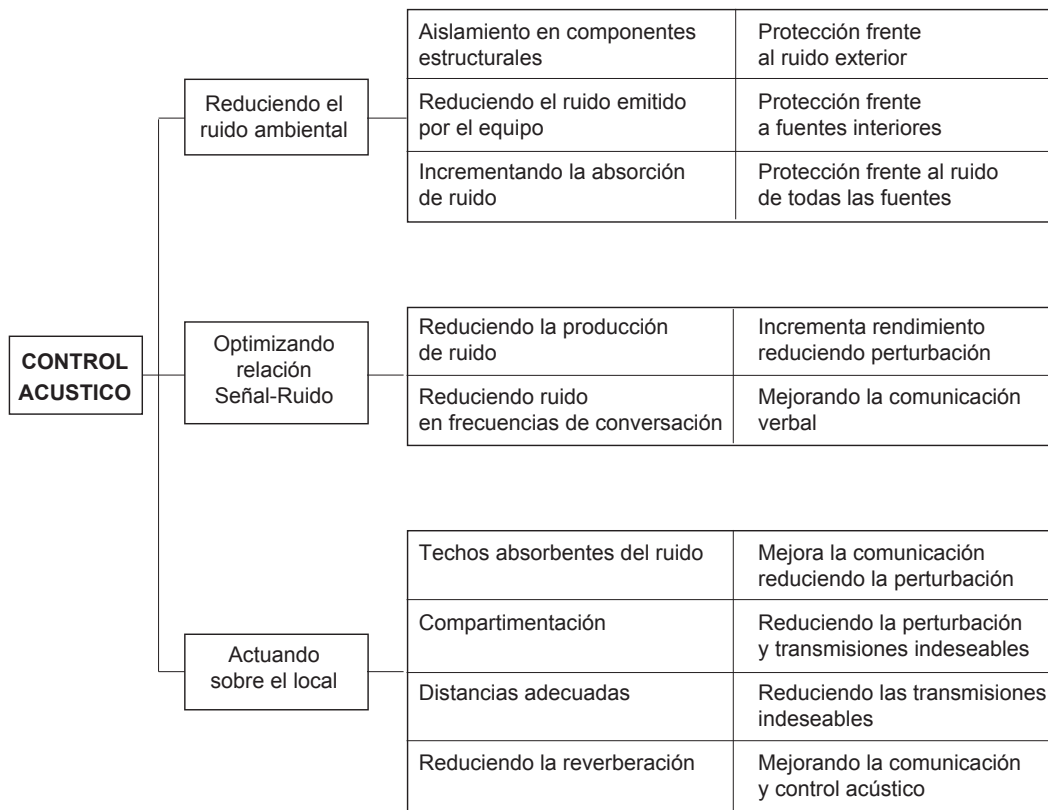 CONTROL
ACUSTICO
Reduciendo el
ruido ambiental
Aislamiento en componentes
estructurales
Protección frente
al ruido exterior
Reduciendo el ruido emitido
por el equipo
Protección frente
a fuentes interiores
Incrementando la absorción
de ruido
Protección frente al ruido
de todas las fuentes
Optimizando
relación
Señal-Ruido
Reduciendo la producción
de ruido
Incrementa rendimiento
reduciendo perturbación
Reduciendo ruido
en frecuencias de conversación
Mejorando la comunicación
verbal
Actuando
sobre el local
Techos absorbentes del ruido
Mejora la comunicación
reduciendo la perturbación
Compartimentación
Reduciendo la perturbación
y transmisiones indeseables
Distancias adecuadas
Reduciendo las transmisiones
indeseables
Reduciendo la reverberación
Mejorando la comunicación
y control acústico